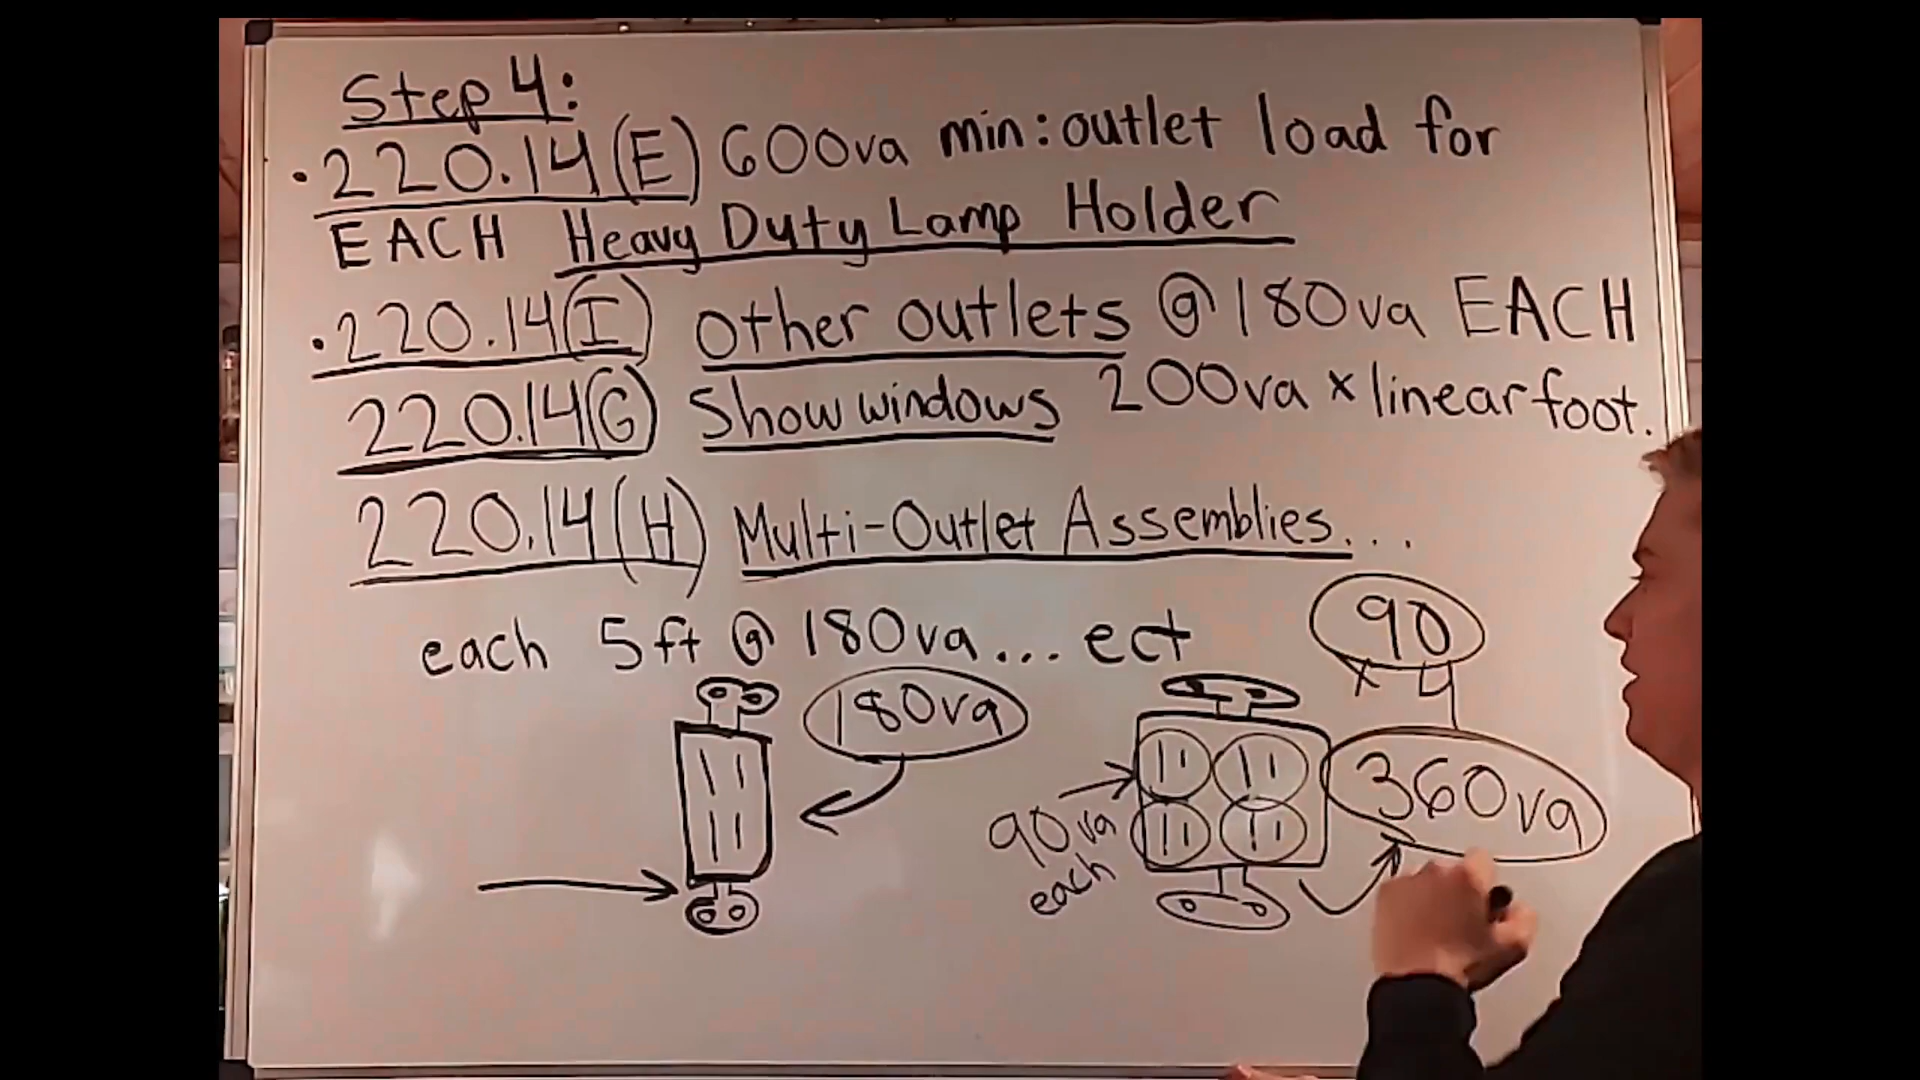 Step 4:
• 220.14(E) 600va min: outlet load for
EACH Heavy Duty Lamp Holder
• 220.14(I) other outlets @ 180va EACH
220.14(G) Show windows 200va x linear foot.
220.14(H) Multi-Outlet Assemblies...
each 5ft @ 180va... ect
90
x 4
180va
360va
90 va
each